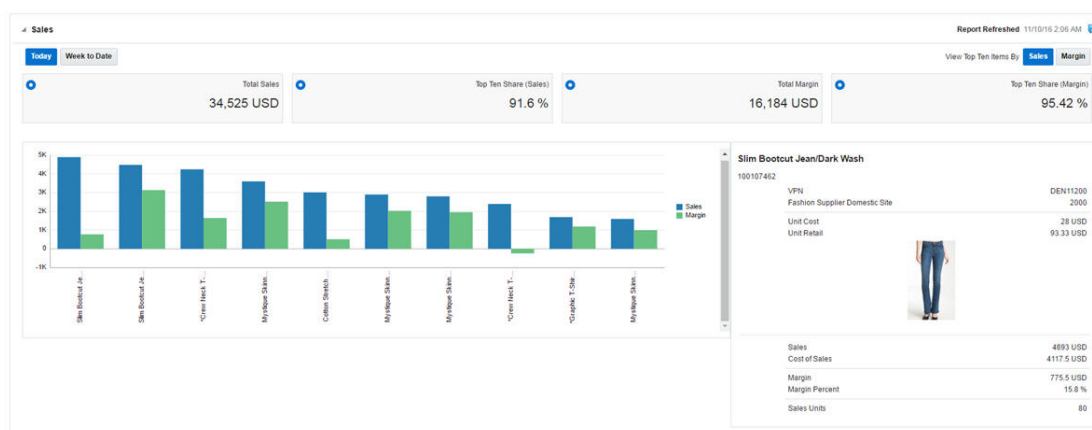 Sales
Report Refreshed 11/10/16 2:06 AM
Today Week to Date
View Top Ten Items By Sales Margin
Total Sales
34,525 USD
Top Ten Share (Sales)
91.6 %
Total Margin
16,184 USD
Top Ten Share (Margin)
95.42 %
5K
4K
3K
2K
1K
0
-1K
Slim Bootcut Je...
Slim Bootcut Je...
*Crew Neck T-...
Mystique Skinn...
Cotton Stretch ...
Mystique Skinn...
Mystique Skinn...
*Crew Neck T-...
*Graphic T-Shir...
Mystique Skinn...
Sales
Margin
Slim Bootcut Jean/Dark Wash
100107462
VPN DEN11200
Fashion Supplier Domestic Site 2000
Unit Cost 28 USD
Unit Retail 93.33 USD
Sales 4893 USD
Cost of Sales 4117.5 USD
Margin 775.5 USD
Margin Percent 15.8 %
Sales Units 80